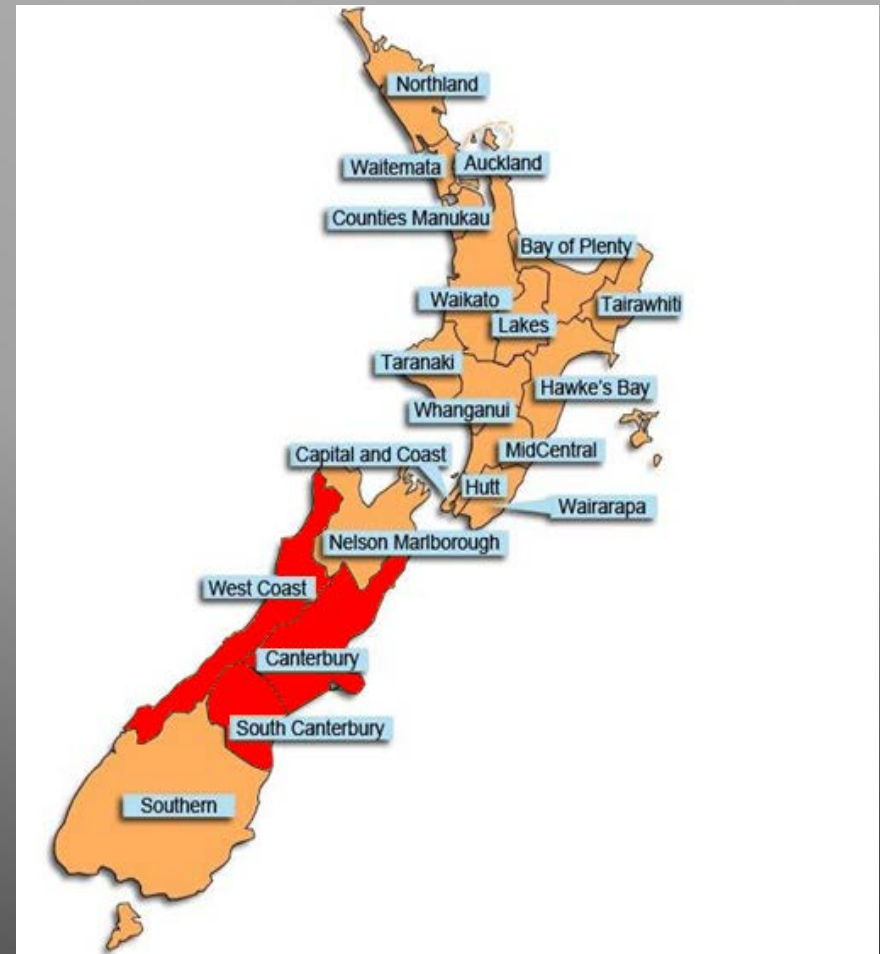 Northland
Waitemata
Auckland
Counties Manukau
Bay of Plenty
Waikato
Tairawhiti
Lakes
Taranaki
Hawke's Bay
Whanganui
MidCentral
Capital and Coast
Hutt
Wairarapa
Nelson Marlborough
West Coast
Canterbury
South Canterbury
Southern